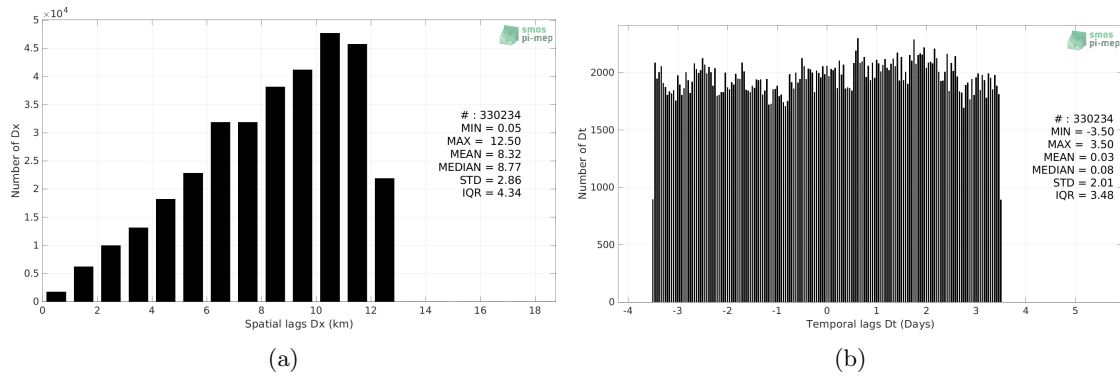 ×10⁴
5
4.5
4
3.5
3
2.5
2
1.5
1
0.5
0
Number of Dx
0 2 4 6 8 10 12 14 16 18
Spatial lags Dx (km)
smos
pi-mep
# : 330234
MIN = 0.05
MAX = 12.50
MEAN = 8.32
MEDIAN = 8.77
STD = 2.86
IQR = 4.34
(a)
2000
1500
1000
500
0
Number of Dt
-4 -3 -2 -1 0 1 2 3 4 5
Temporal lags Dt (Days)
smos
pi-mep
# : 330234
MIN = -3.50
MAX = 3.50
MEAN = 0.03
MEDIAN = 0.08
STD = 2.01
IQR = 3.48
(b)